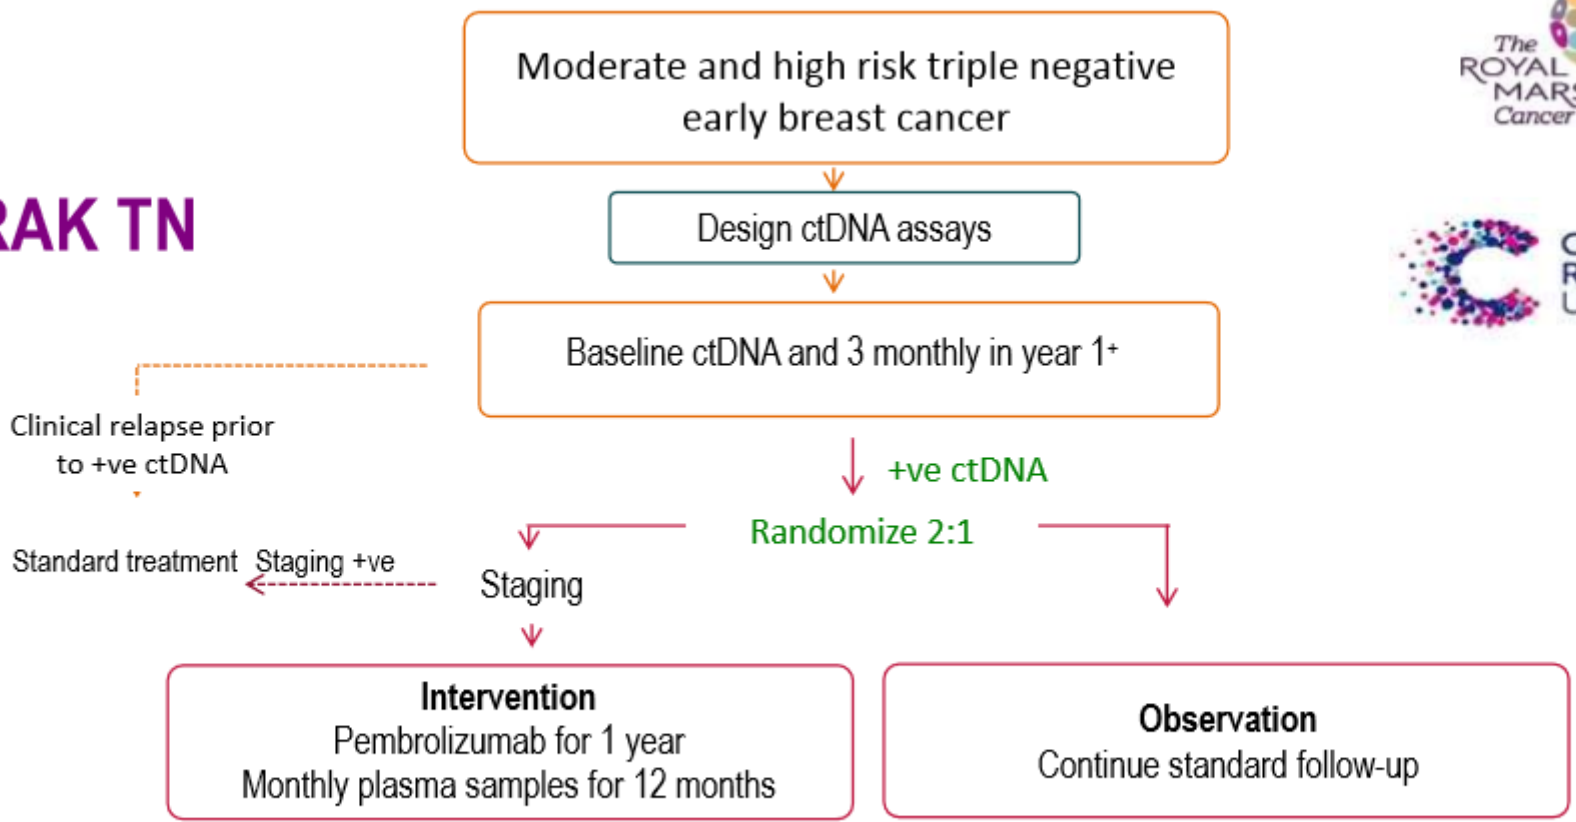 Moderate and high risk triple negative
early breast cancer
The
ROYAL
Cancer
RAK TN
Design ctDNA assays
Baseline ctDNA and 3 monthly in year 1+
Clinical relapse prior
to +ve ctDNA
+ve ctDNA
Randomize 2:1
Standard treatment Staging +ve
Staging
Intervention
Pembrolizumab for 1 year
Monthly plasma samples for 12 months
Observation
Continue standard follow-up